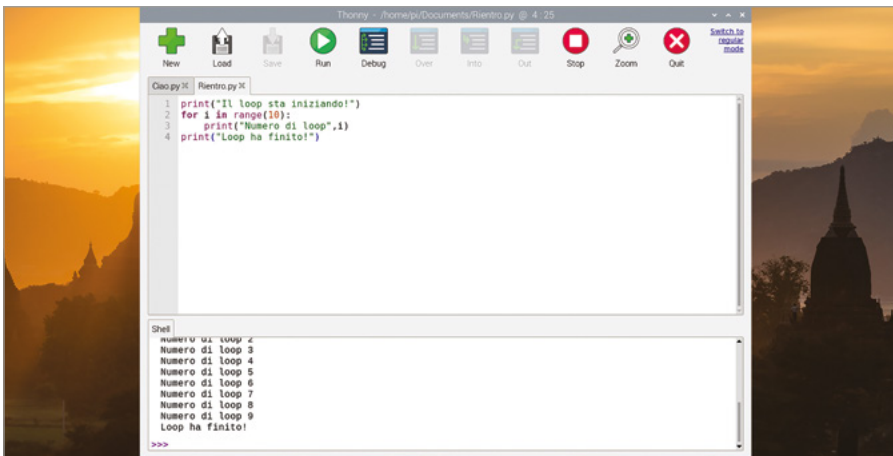 Thonny - /home/pi/Documents/Rientro.py @ 4 : 25
New Load Save Run Debug Over Into Out Stop Zoom Quit
Switch to
regular
mode
Ciao.py Rientro.py
1 print("Il loop sta iniziando!")
2 for i in range(10):
3     print("Numero di loop",i)
4 print("Loop ha finito!")
Shell
Numero di loop 2
Numero di loop 3
Numero di loop 4
Numero di loop 5
Numero di loop 6
Numero di loop 7
Numero di loop 8
Numero di loop 9
Loop ha finito!
>>>